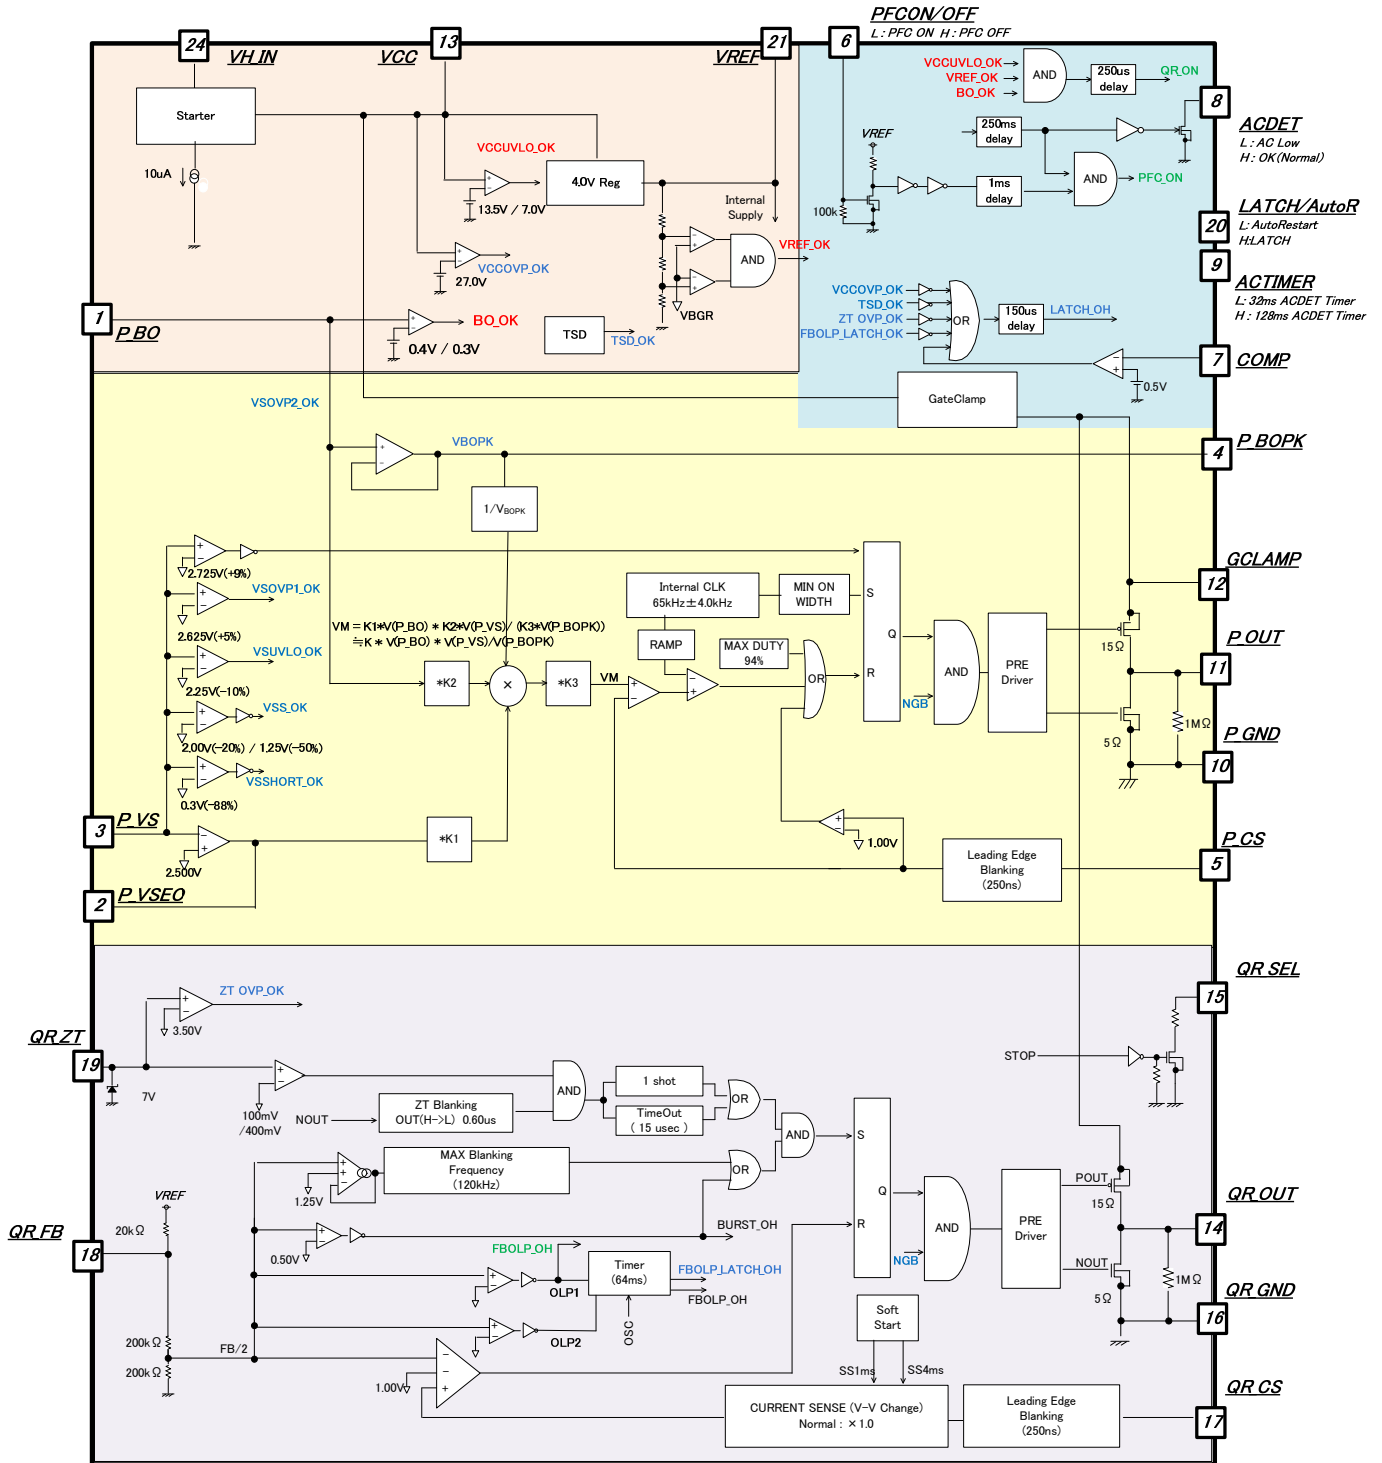 PFCON/OFF
L : PFC ON H : PFC OFF
24
VH_IN
13
VCC
21
VREF
6
Starter
10uA
VCCUVLO_OK
4.0V Reg
13.5V / 7.0V
VCCOVP_OK
27.0V
Internal
Supply
AND
VREF_OK
VBGR
1
P_BO
BO_OK
0.4V / 0.3V
TSD
TSD_OK
VCCUVLO_OK
VREF_OK
BO_OK
AND
250us
delay
QR_ON
8
ACDET
L : AC Low
H : OK(Normal)
250ms
delay
VREF
100k
1ms
delay
AND
PFC_ON
20
LATCH/AutoR
L: AutoRestart
H:LATCH
9
ACTIMER
L: 32ms ACDET Timer
H : 128ms ACDET Timer
VCCOVP_OK
TSD_OK
ZT OVP_OK
FBOLP_LATCH_OK
OR
150us
delay
LATCH_OH
7
COMP
0.5V
GateClamp
VSOVP2_OK
VBOPK
4
P_BOPK
1/VBOPK
2.725V(+9%)
VSOVP1_OK
2.625V(+5%)
VSUVLO_OK
2.25V(-10%)
VSS_OK
2.00V(-20%) / 1.25V(-50%)
VSSHORT_OK
0.3V(-88%)
3
P_VS
2.500V
2
P_VSEO
VM = K1*V(P_BO) * K2*V(P_VS)/ (K3*V(P_BOPK))
≒K * V(P_BO) * V(P_VS)/V(P_BOPK)
*K2
×
*K3
VM
*K1
Internal CLK
65kHz±4.0kHz
MIN ON
WIDTH
RAMP
MAX DUTY
94%
OR
S
Q
R
NGB
AND
PRE
Driver
15Ω
5Ω
1MΩ
GCLAMP
12
P_OUT
11
P_GND
10
1.00V
Leading Edge
Blanking
(250ns)
P_CS
5
ZT OVP_OK
3.50V
QR_ZT
19
7V
100mV
/400mV
NOUT
ZT Blanking
OUT(H->L) 0.60us
AND
1 shot
TimeOut
( 15 usec )
OR
AND
MAX Blanking
Frequency
(120kHz)
1.25V
OR
QR_SEL
15
STOP
VREF
20kΩ
QR_FB
18
0.50V
BURST_OH
FBOLP_OH
OLP1
Timer
(64ms)
FBOLP_LATCH_OH
FBOLP_OH
OLP2
OSC
200kΩ
200kΩ
FB/2
1.00V
S
Q
R
NGB
AND
PRE
Driver
POUT
15Ω
NOUT
5Ω
1MΩ
QR_OUT
14
QR_GND
16
Soft
Start
SS1ms
SS4ms
CURRENT SENSE (V-V Change)
Normal : ×1.0
Leading Edge
Blanking
(250ns)
QR_CS
17